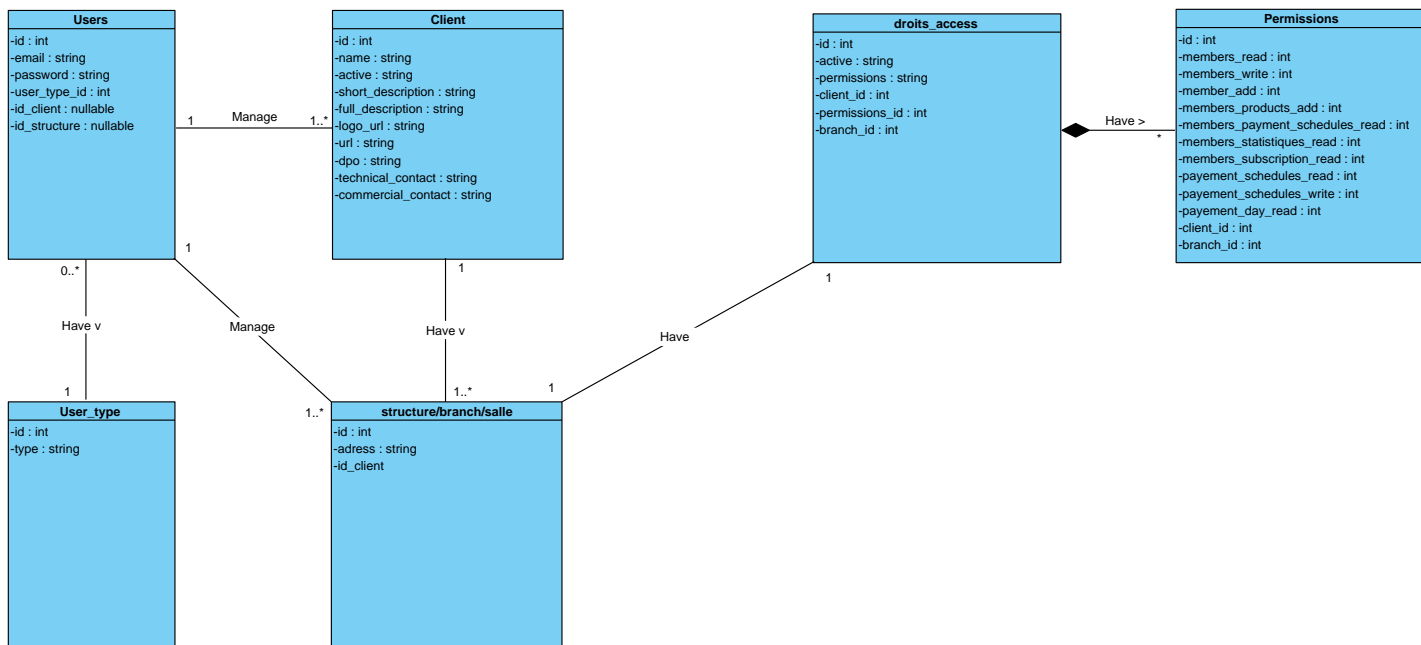 Users
-id : int
-email : string
-password : string
-user_type_id : int
-id_client : nullable
-id_structure : nullable
1
Manage
1..*
Client
-id : int
-name : string
-active : string
-short_description : string
-full_description : string
-logo_url : string
-url : string
-dpo : string
-technical_contact : string
-commercial_contact : string
droits_access
-id : int
-active : string
-permissions : string
-client_id : int
-permissions_id : int
-branch_id : int
Have >
*
Permissions
-id : int
-members_read : int
-members_write : int
-member_add : int
-members_products_add : int
-members_payment_schedules_read : int
-members_statistiques_read : int
-members_subscription_read : int
-payement_schedules_read : int
-payement_schedules_write : int
-payement_day_read : int
-client_id : int
-branch_id : int
0..*
Have v
1
1
Manage
1..*
1
Have v
1..*
1
Have
1
User_type
-id : int
-type : string
structure/branch/salle
-id : int
-adress : string
-id_client